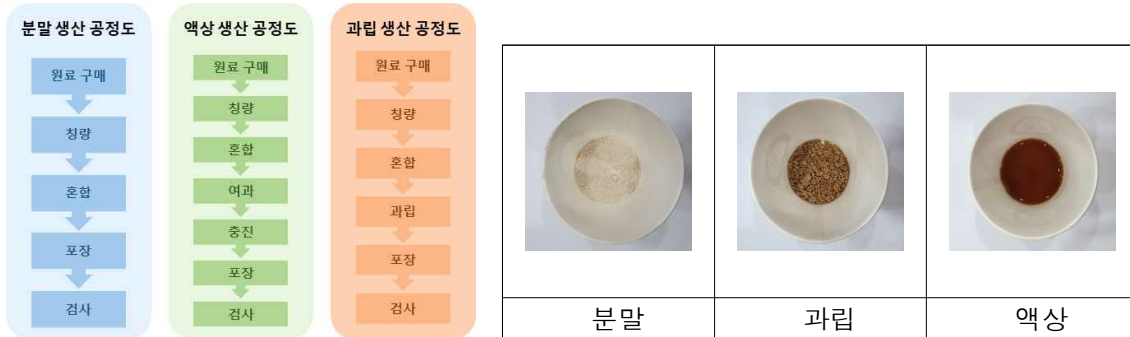 분말 생산 공정도
원료 구매
칭량
혼합
포장
검사
액상 생산 공정도
원료 구매
칭량
혼합
여과
충진
포장
검사
과립 생산 공정도
원료 구매
칭량
혼합
과립
포장
검사
분말
과립
액상